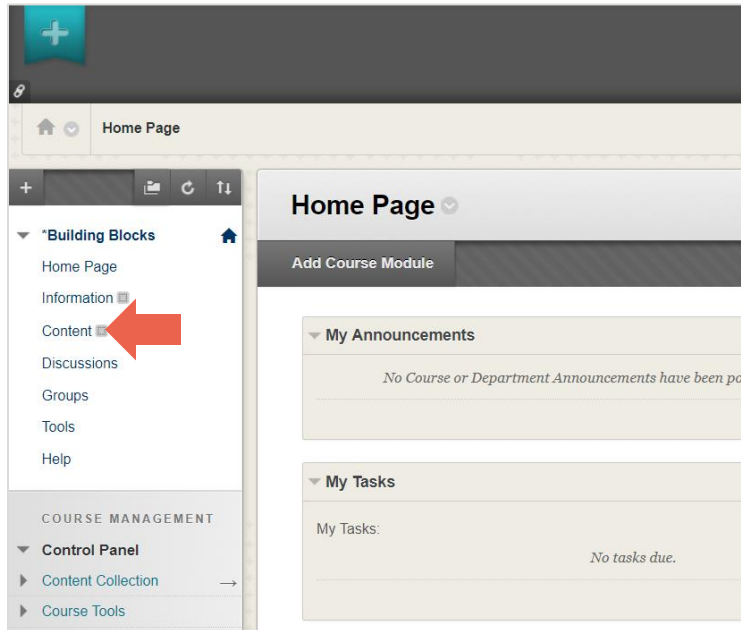 Home Page
*Building Blocks
Home Page
Information
Content
Discussions
Groups
Tools
Help
COURSE MANAGEMENT
Control Panel
Content Collection
Course Tools
Home Page
Add Course Module
My Announcements
No Course or Department Announcements have been po
My Tasks
My Tasks:
No tasks due.